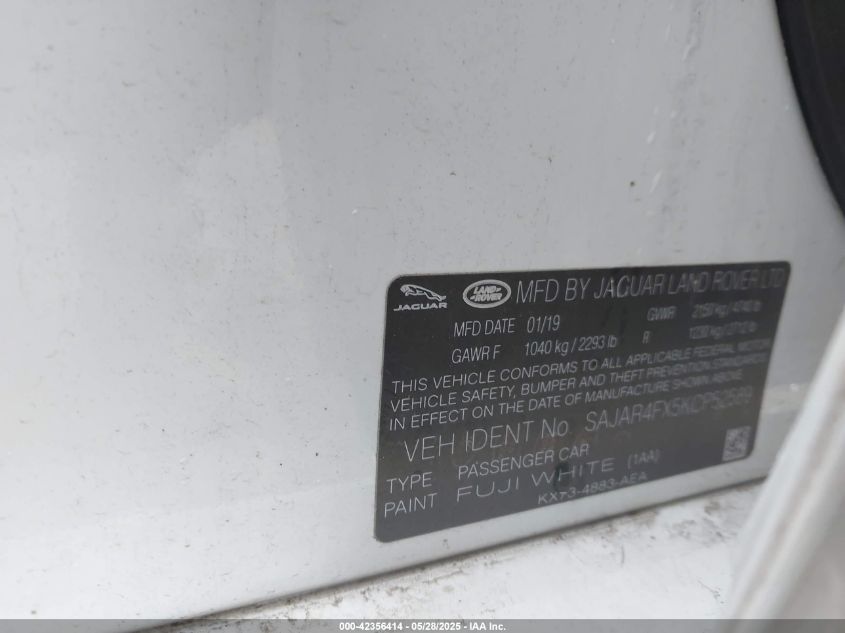 JAGUAR LAND ROVER MFD BY JAGUAR LAND ROVER LTD
MFD DATE 01/19 GVWR 2150 kg / 4740 lb
GAWR F 1040 kg / 2293 lb R 1230 kg / 2712 lb
THIS VEHICLE CONFORMS TO ALL APPLICABLE FEDERAL MOTOR
VEHICLE SAFETY, BUMPER AND THEFT PREVENTION STANDARDS
IN EFFECT ON THE DATE OF MANUFACTURE SHOWN ABOVE
VEH IDENT No. SAJAR4FX5KCP52589
TYPE PASSENGER CAR
PAINT FUJI WHITE (1AA)
KX73-4883-AEA
000-42356414 - 05/28/2025 - IAA Inc.